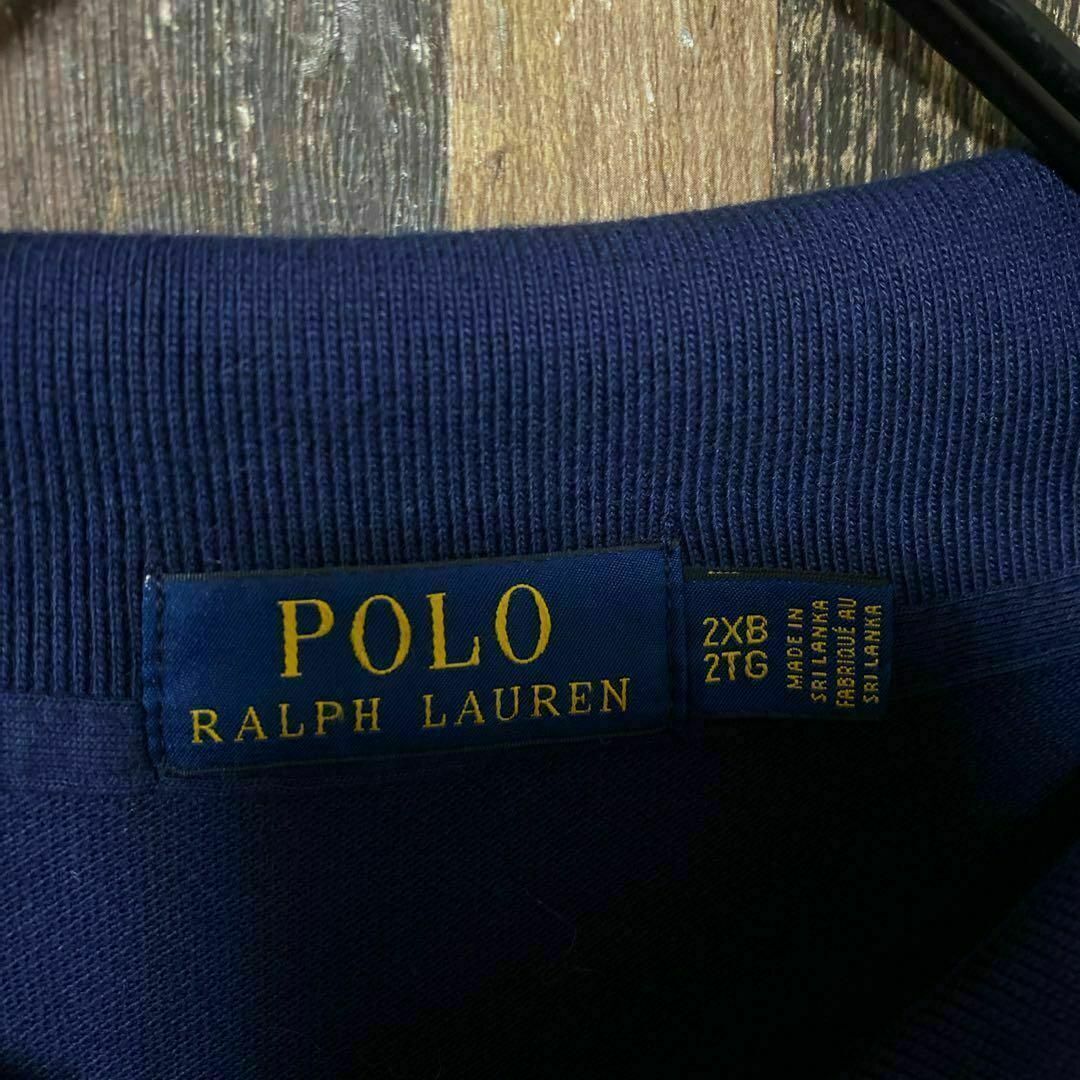 POLO
RALPH LAUREN
2XB
2TG
MADE IN
SRI LANKA
FABRIQUÉ AU
SRI LANKA